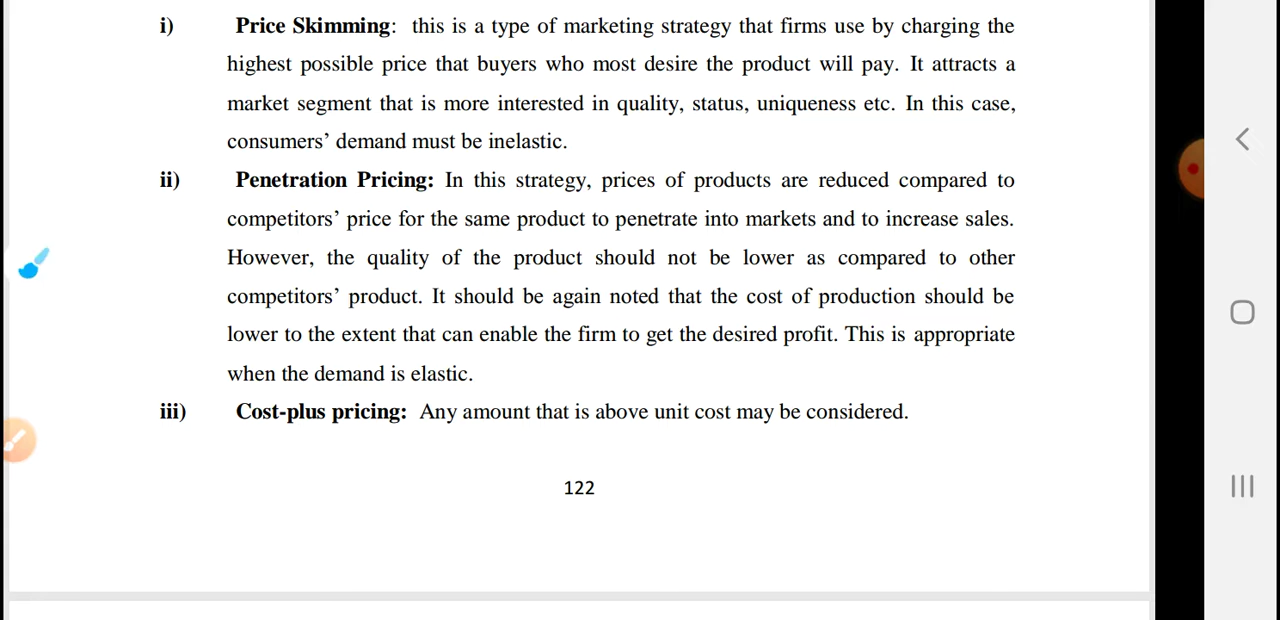 i) Price Skimming: this is a type of marketing strategy that firms use by charging the
highest possible price that buyers who most desire the product will pay. It attracts a
market segment that is more interested in quality, status, uniqueness etc. In this case,
consumers’ demand must be inelastic.
ii) Penetration Pricing: In this strategy, prices of products are reduced compared to
competitors’ price for the same product to penetrate into markets and to increase sales.
However, the quality of the product should not be lower as compared to other
competitors’ product. It should be again noted that the cost of production should be
lower to the extent that can enable the firm to get the desired profit. This is appropriate
when the demand is elastic.
iii) Cost-plus pricing: Any amount that is above unit cost may be considered.
122